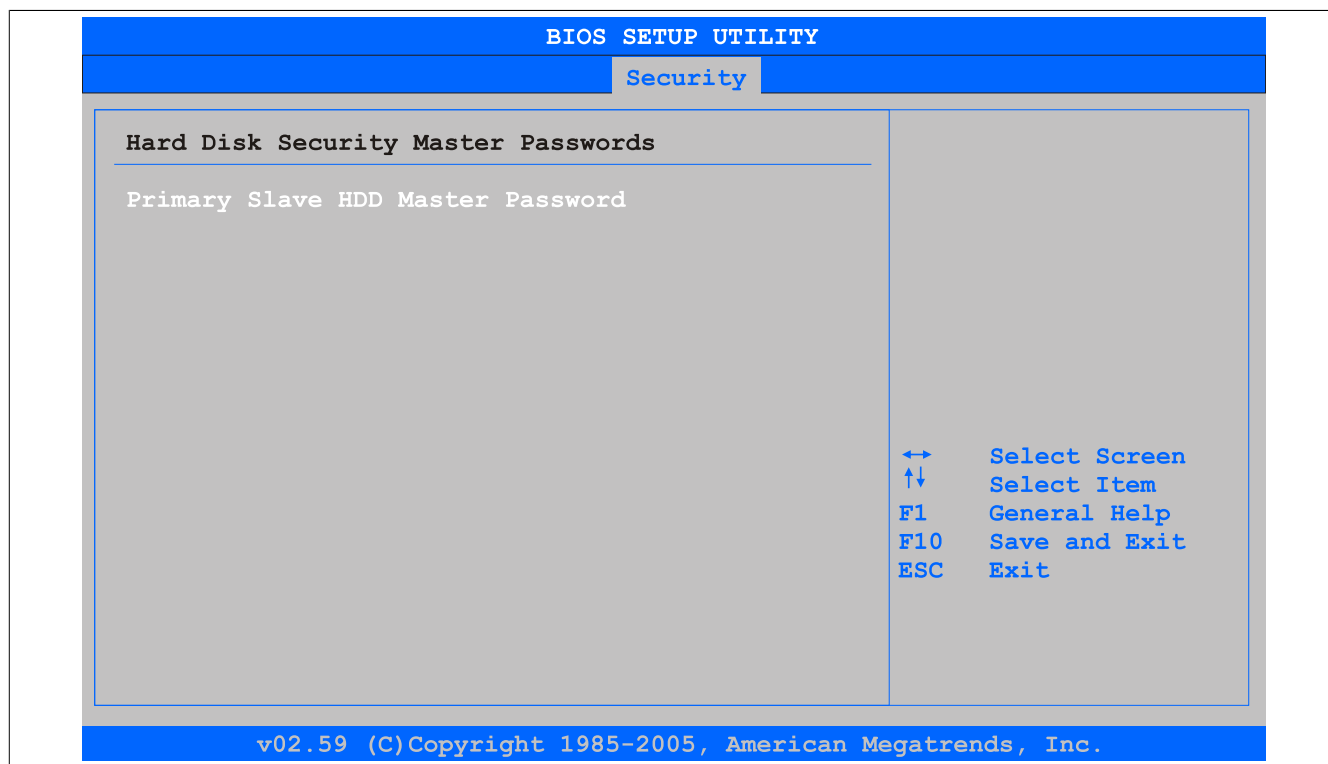 BIOS SETUP UTILITY
Security
Hard Disk Security Master Passwords
Primary Slave HDD Master Password
↔ Select Screen
↑↓ Select Item
F1 General Help
F10 Save and Exit
ESC Exit
v02.59 (C)Copyright 1985-2005, American Megatrends, Inc.